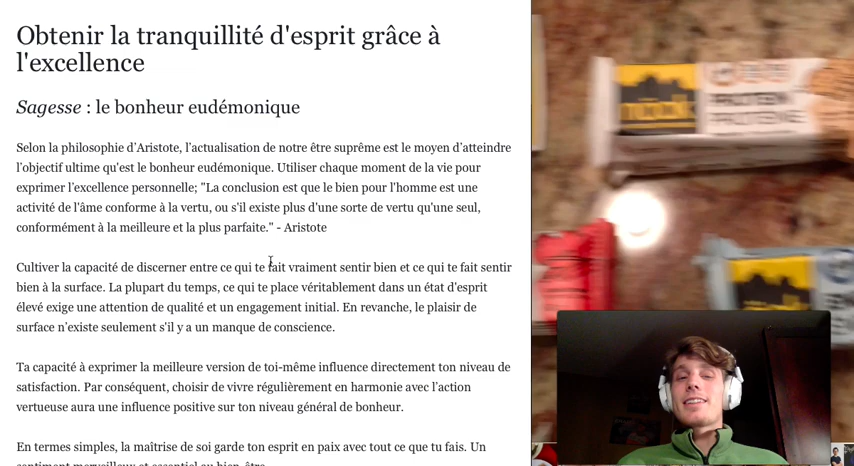 Obtenir la tranquillité d'esprit grâce à
l'excellence
Sagesse : le bonheur eudémonique
Selon la philosophie d'Aristote, l'actualisation de notre être suprême est le moyen d'atteindre
l'objectif ultime qu'est le bonheur eudémonique. Utiliser chaque moment de la vie pour
exprimer l'excellence personnelle; "La conclusion est que le bien pour l'homme est une
activité de l'âme conforme à la vertu, ou s'il existe plus d'une sorte de vertu qu'une seul,
conformément à la meilleure et la plus parfaite." - Aristote
Cultiver la capacité de discerner entre ce qui te fait vraiment sentir bien et ce qui te fait sentir
bien à la surface. La plupart du temps, ce qui te place véritablement dans un état d'esprit
élevé exige une attention de qualité et un engagement initial. En revanche, le plaisir de
surface n'existe seulement s'il y a un manque de conscience.
Ta capacité à exprimer la meilleure version de toi-même influence directement ton niveau de
satisfaction. Par conséquent, choisir de vivre régulièrement en harmonie avec l'action
vertueuse aura une influence positive sur ton niveau général de bonheur.
En termes simples, la maîtrise de soi garde ton esprit en paix avec tout ce que tu fais. Un
sentiment merveilleux et essentiel au bien-être.
PROTEIN